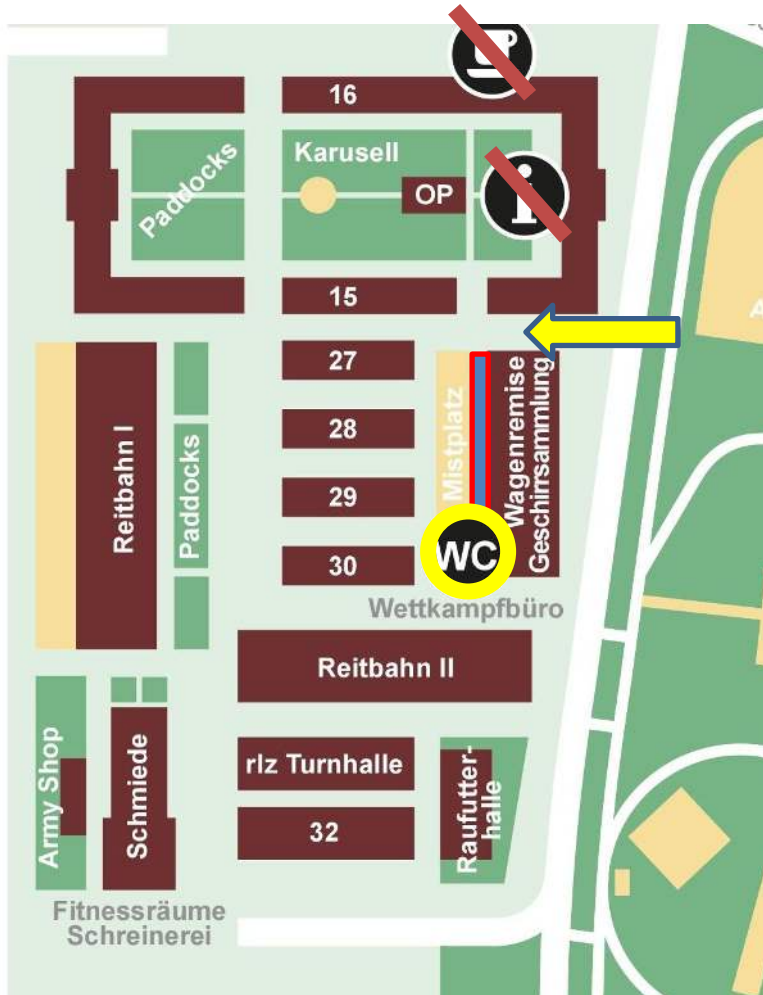 16
Karusell
Paddocks
OP
i
15
27
28
29
30
Mistplatz
Wagenremise
Geschirrsammlung
WC
Wettkampfbüro
Reitbahn I
Paddocks
Reitbahn II
rlz Turnhalle
32
Raufutter-
halle
Army Shop
Schmiede
Fitnessräume
Schreinerei